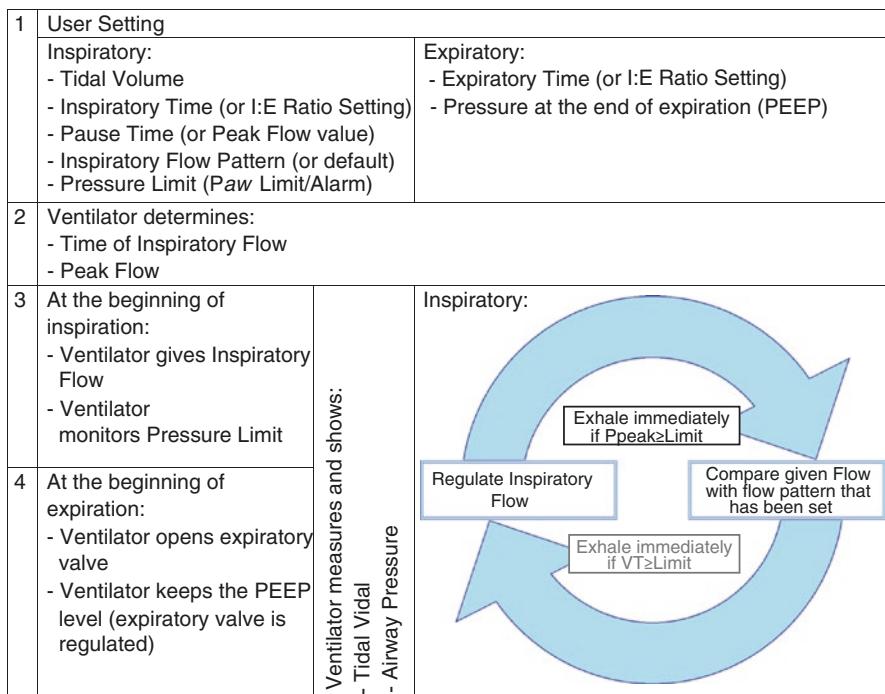 1 User Setting
Inspiratory:
- Tidal Volume
- Inspiratory Time (or I:E Ratio Setting)
- Pause Time (or Peak Flow value)
- Inspiratory Flow Pattern (or default)
- Pressure Limit (Paw Limit/Alarm)
Expiratory:
- Expiratory Time (or I:E Ratio Setting)
- Pressure at the end of expiration (PEEP)
2 Ventilator determines:
- Time of Inspiratory Flow
- Peak Flow
3 At the beginning of
inspiration:
- Ventilator gives Inspiratory
Flow
- Ventilator
monitors Pressure Limit
4 At the beginning of
expiration:
- Ventilator opens expiratory
valve
- Ventilator keeps the PEEP
level (expiratory valve is
regulated)
Ventilator measures and shows:
- Tidal Vidal
- Airway Pressure
Inspiratory:
Exhale immediately
if Ppeak≥Limit
Regulate Inspiratory
Flow
Compare given Flow
with flow pattern that
has been set
Exhale immediately
if VT≥Limit